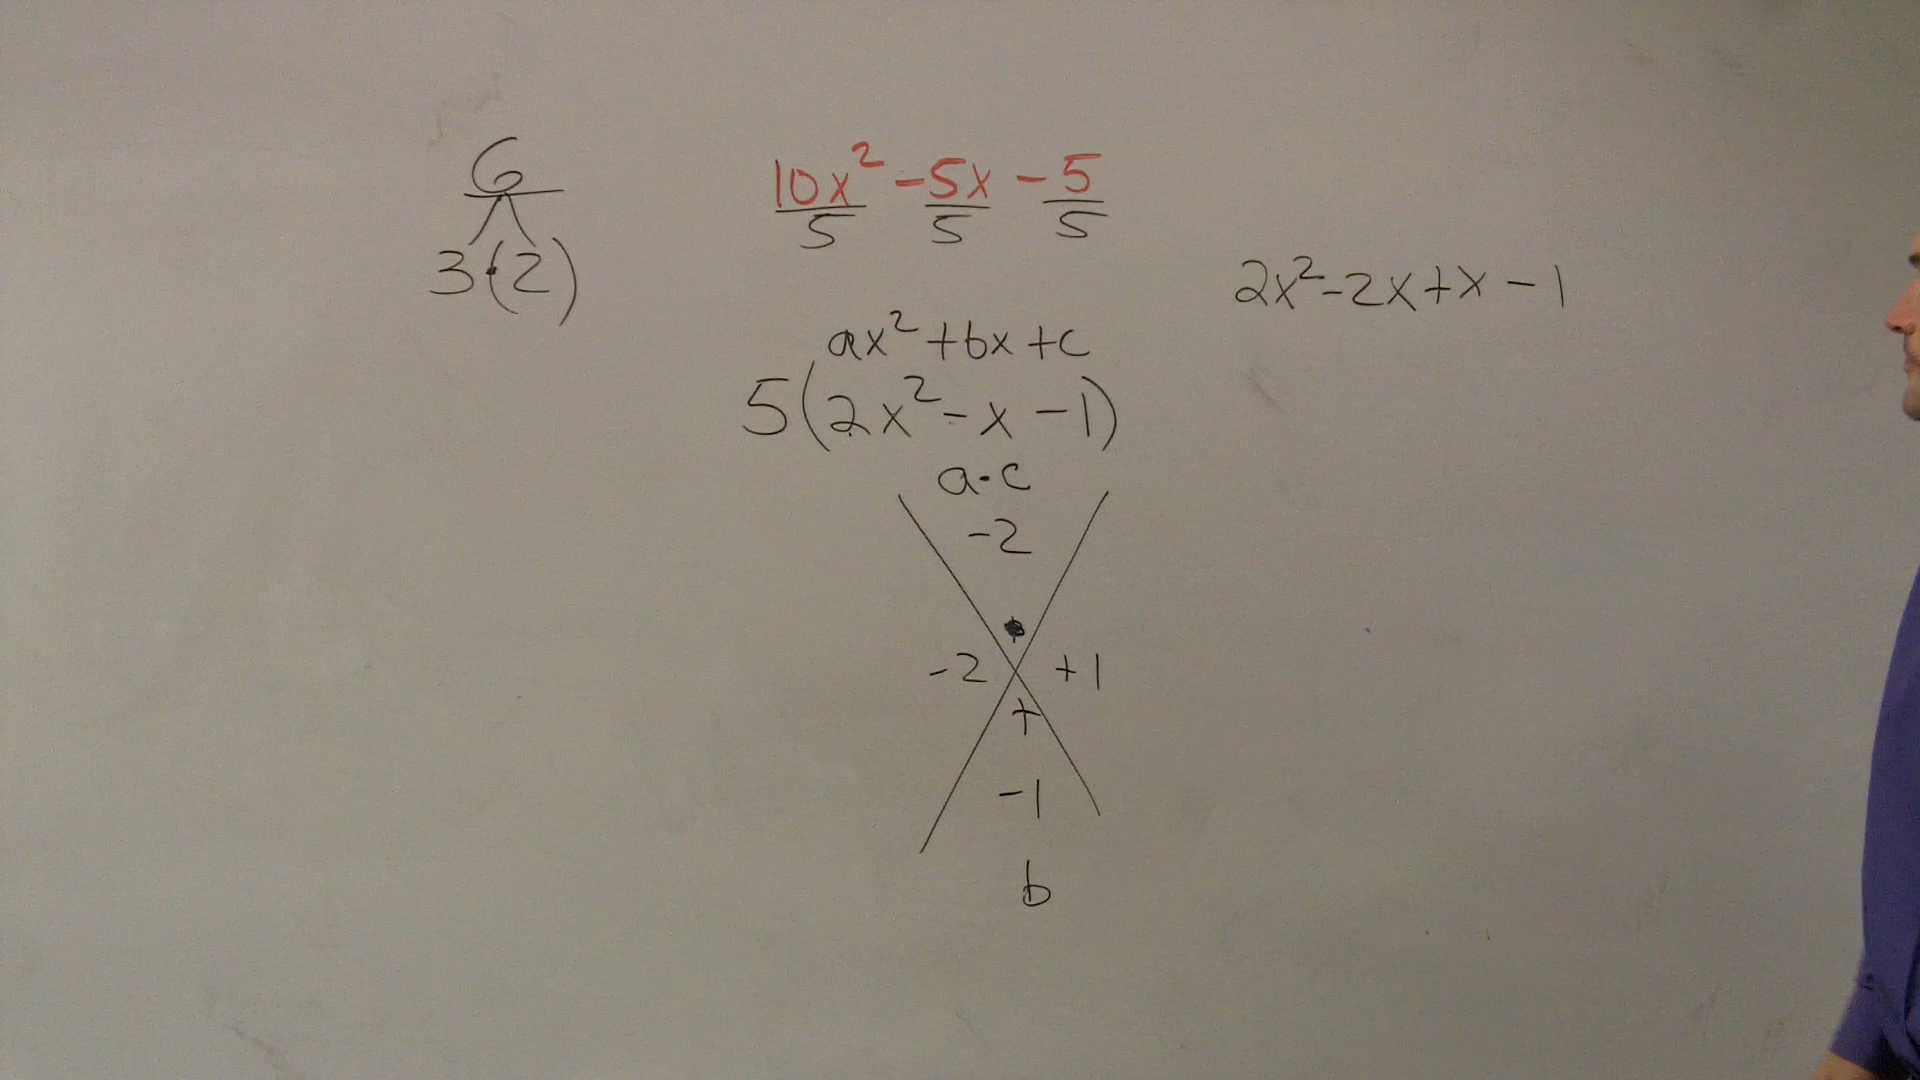 6
3·(2)
10x² - 5x - 5
5 5 5
2x² - 2x + x - 1
ax² + bx + c
5(2x² - x - 1)
a·c
-2
·
-2 +1
+
-1
b